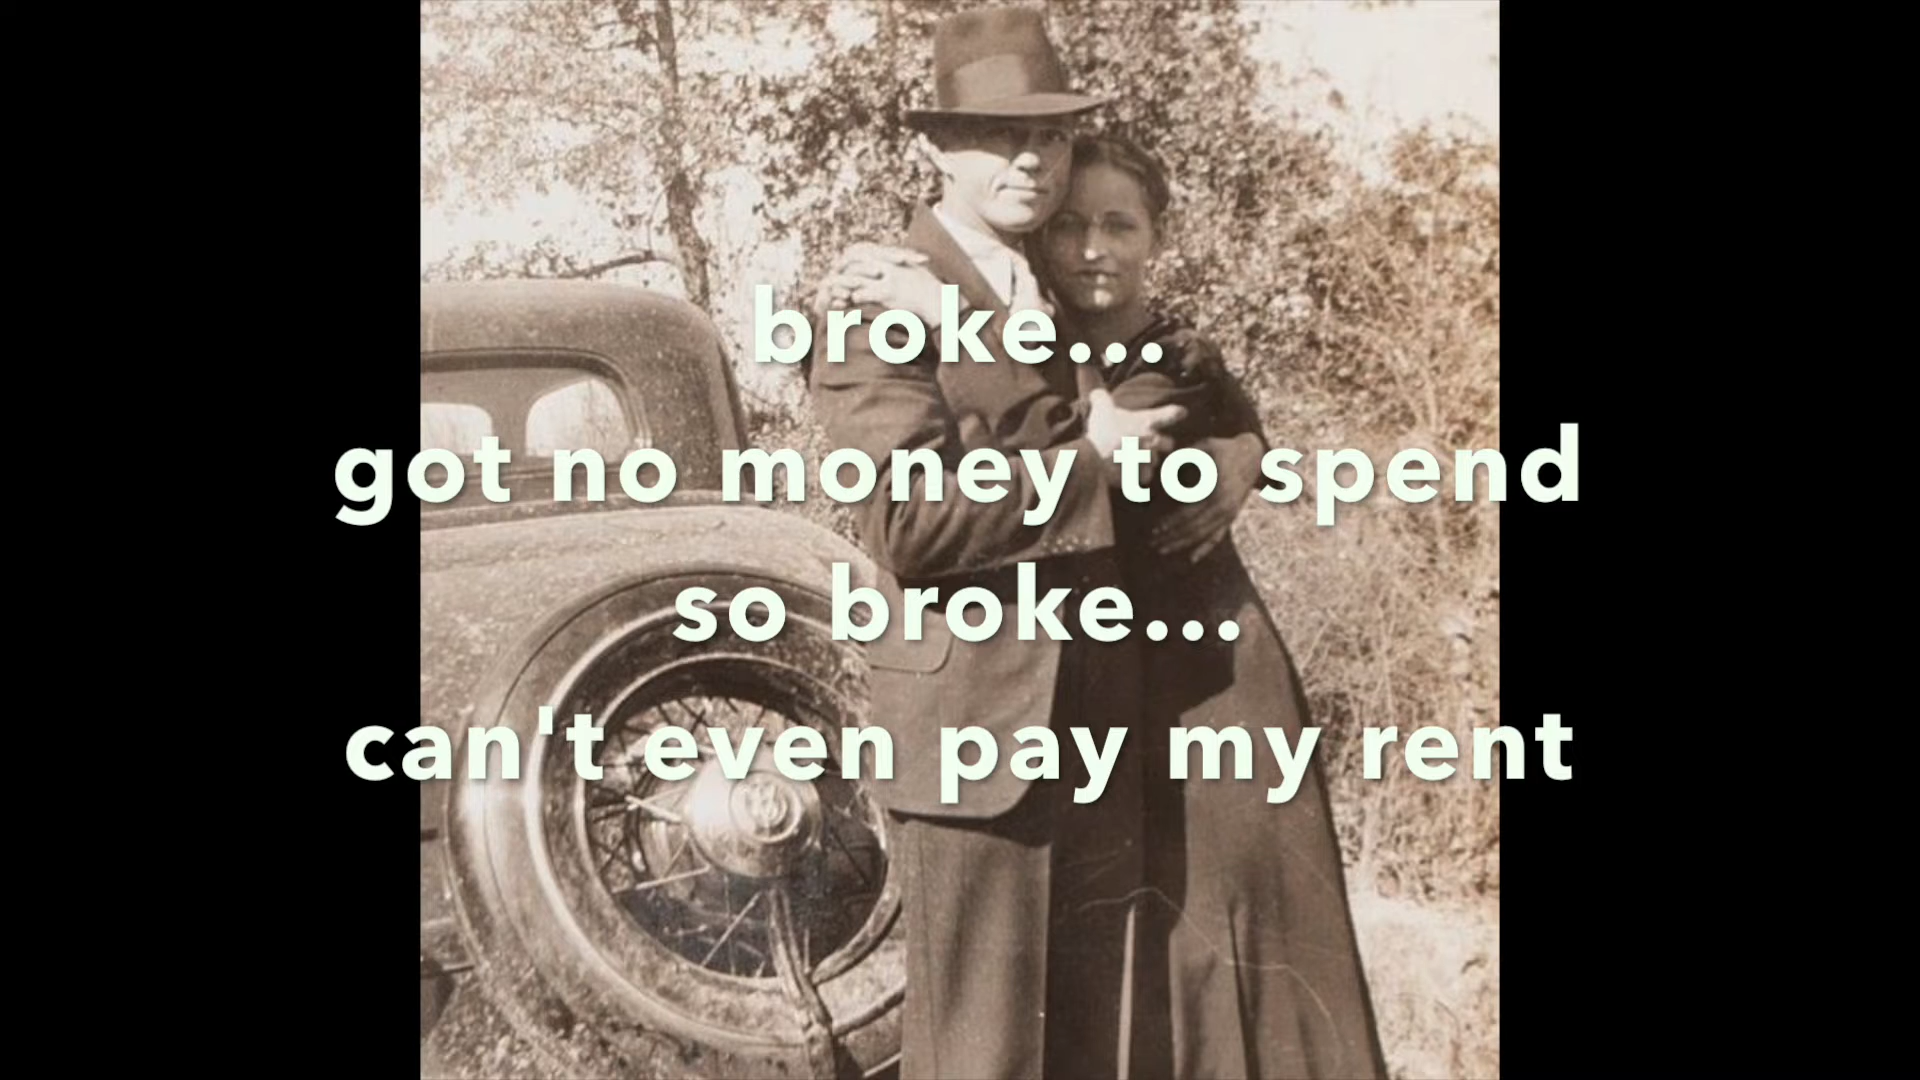 broke...
got no money to spend
so broke...
can't even pay my rent